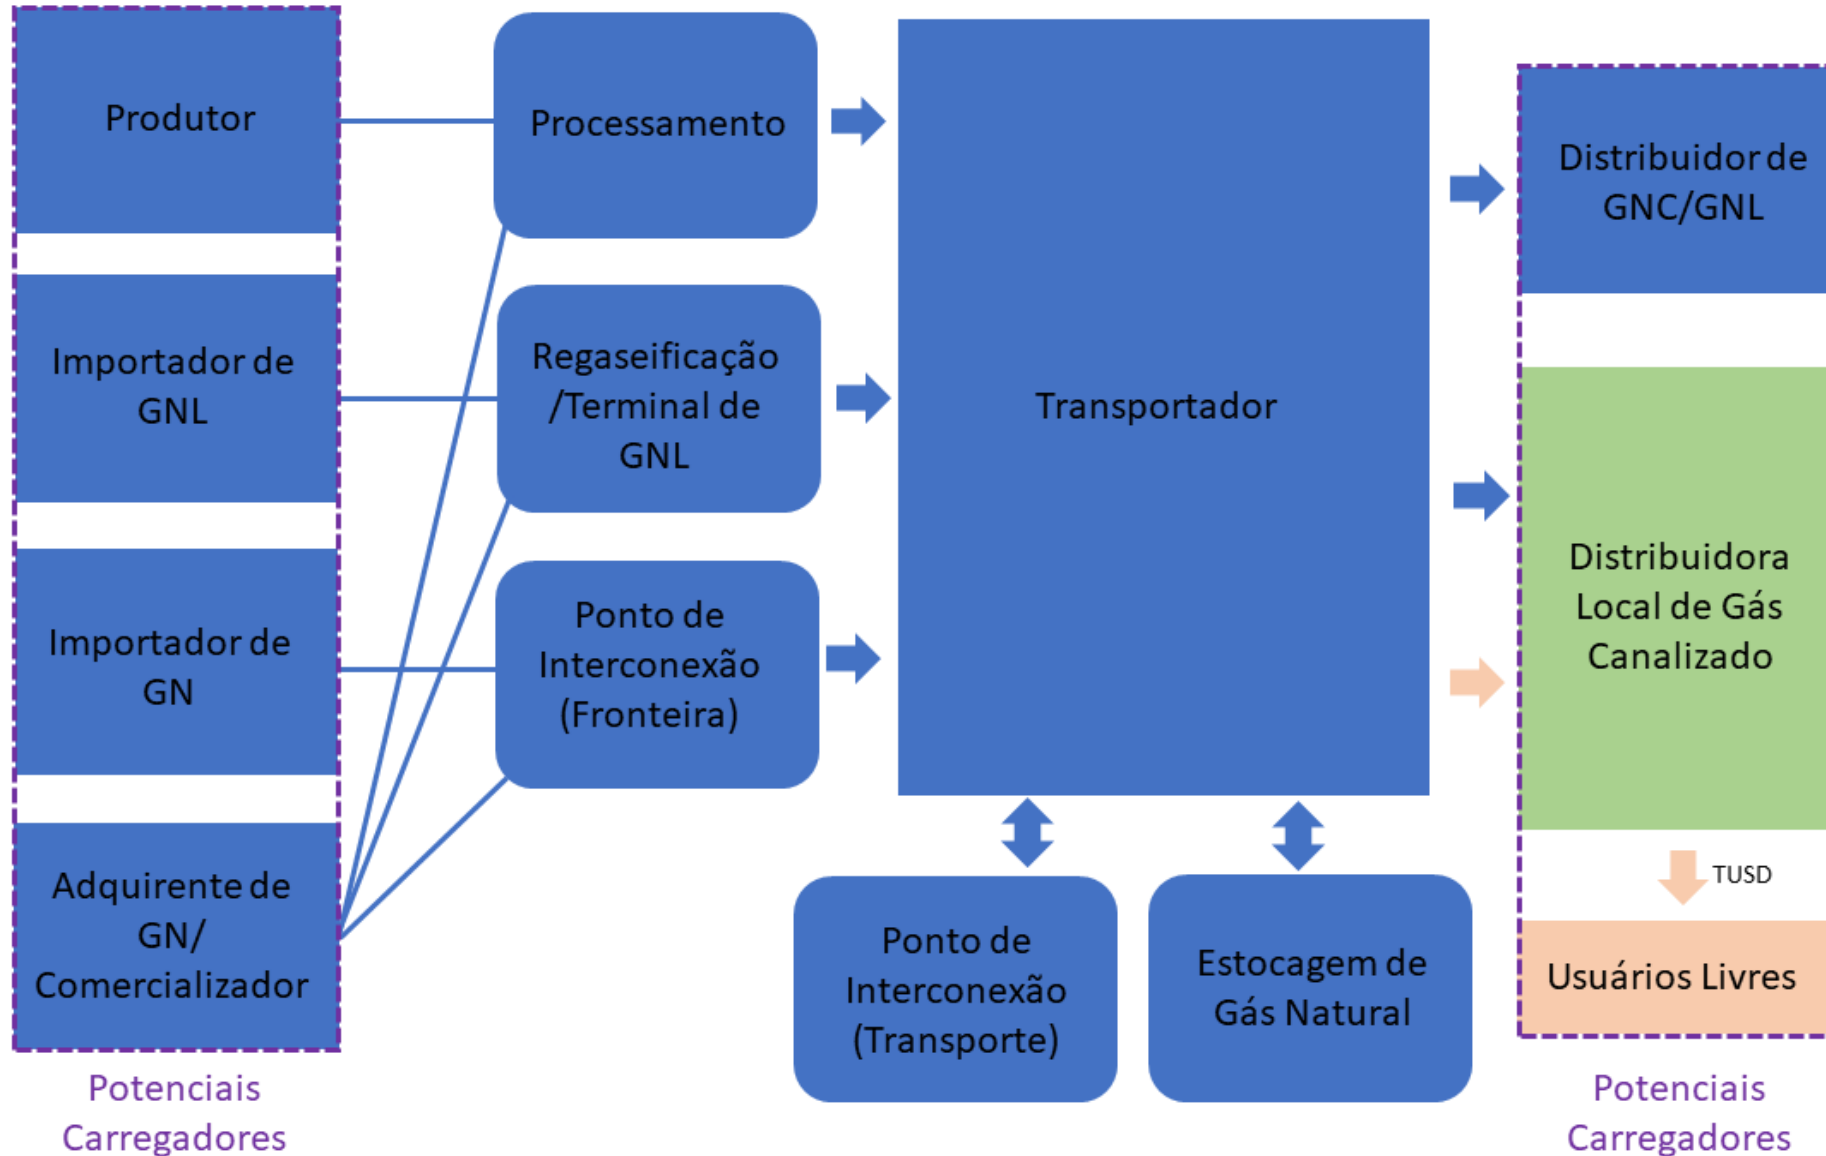 Produtor
Importador de
GNL
Importador de
GN
Adquirente de
GN/
Comercializador
Potenciais
Carregadores
Processamento
Regaseificação
/Terminal de
GNL
Ponto de
Interconexão
(Fronteira)
Transportador
Ponto de
Interconexão
(Transporte)
Estocagem de
Gás Natural
Distribuidor de
GNC/GNL
Distribuidora
Local de Gás
Canalizado
TUSD
Usuários Livres
Potenciais
Carregadores